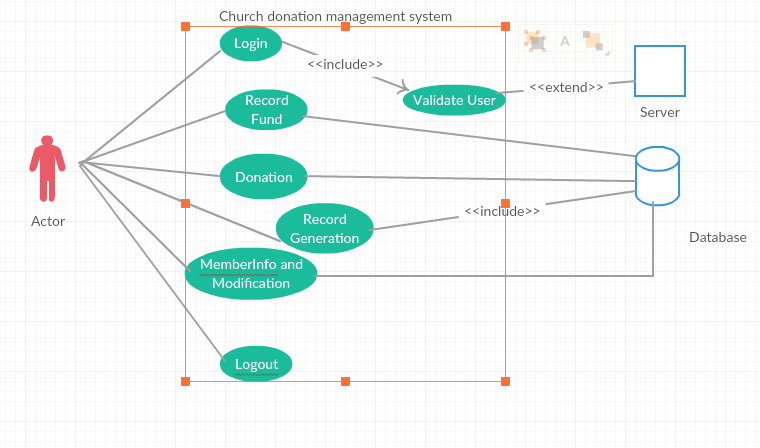 Church donation management system
Login
<<include>>
A
Validate User
<<extend>>
Server
Record
Fund
Actor
Donation
Record
Generation
<<include>>
Database
MemberInfo and
Modification
Logout